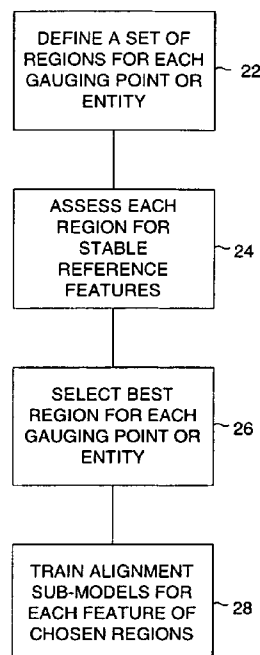 DEFINE A SET OF
REGIONS FOR EACH
GAUGING POINT OR
ENTITY
22
ASSESS EACH
REGION FOR
STABLE
REFERENCE
FEATURES
24
SELECT BEST
REGION FOR EACH
GAUGING POINT OR
ENTITY
26
TRAIN ALIGNMENT
SUB-MODELS FOR
EACH FEATURE OF
CHOSEN REGIONS
28